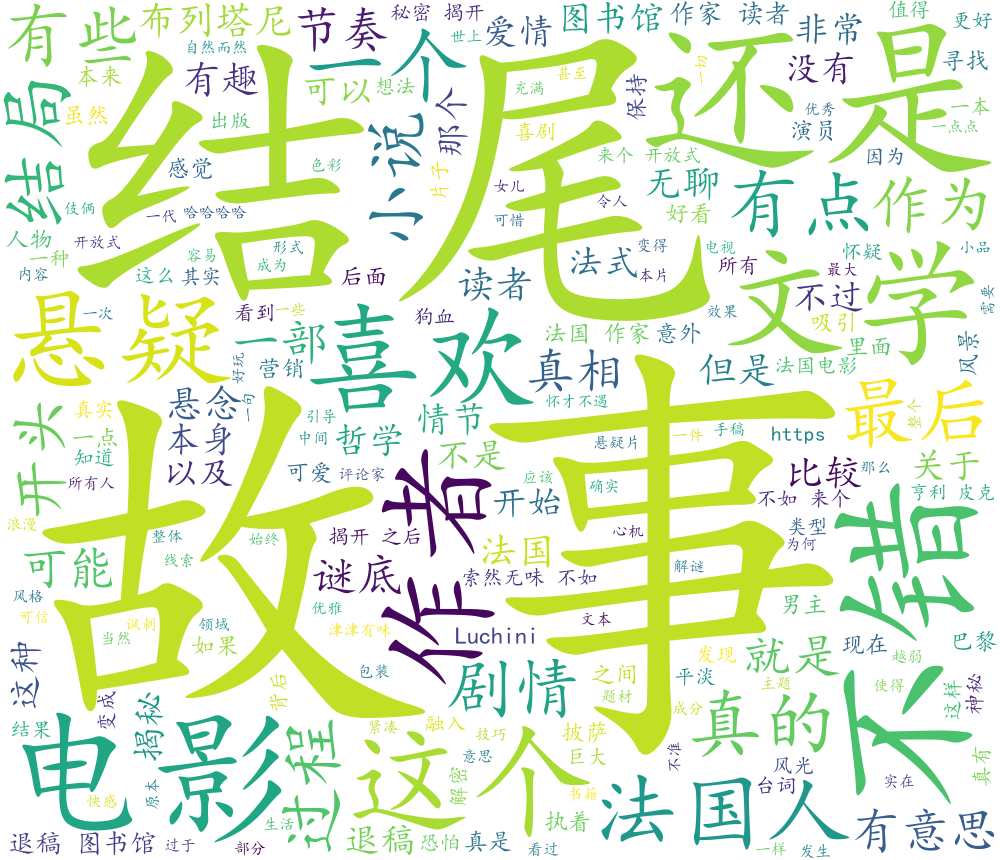 有些
布列塔尼
节奏
秘密 揭开
图书馆
作家 读者
值得
更好
自然而然
世上
爱情
非常
寻找
本来
有趣
一个
可以
想法
没有
结局
虽然
结尾
还是
一切
甚至
充满
保持
优秀
一本
出版
小说
那个
喜剧
演员
一点点
感觉
色彩
片子
来个 开放式
因为
伎俩
一代
哈哈哈哈
女儿
令人
无聊
有点
作为
人物
开放式
形式
可惜
好看
一种
容易
法式
变得
电视
怀疑
小品
内容
这么
其实
成为
后面
读者
本片
所有
最大
文学
不过
需要
悬疑
一次
看到
一些
狗血
效果
吸引
里面
风景
好玩
一部
喜欢
法国 作家
意外
营销
真相
但是
法国电影
开头
真实
悬念
一句
引导
情节
怀才不遇
最后
整个
一点
本身
中间
哲学
悬疑片
一件
手稿
https
知道
以及
不是
应该
比较
那么
关于
所有人
可爱
评论家
作者
开始
确实
不如 来个
亨利 皮克
浪漫
故事
不错
可能
整体
始终
揭开 之后
法国
心机
类型
为何
线索
谜底
索然无味 不如
解谜
风格
可信
讽刺
领域
优雅
文本
男主
当然
如果
津津有味
Luchini
发现
就是
现在
越弱
巴黎
这种
包装
剧情
之间
平淡
主题
使得
这样
神秘
变成
揭秘
背后
题材
结果
电影
过程
紧凑
融入
技巧
披萨
成分
真的
不准
风光
真有
这个
意思
巨大
台词
快感
原本
解密
书籍
法国人
实在
生活
执着
有意思
退稿 图书馆
过于
部分
退稿
恐怕
真是
看过
一样
发生